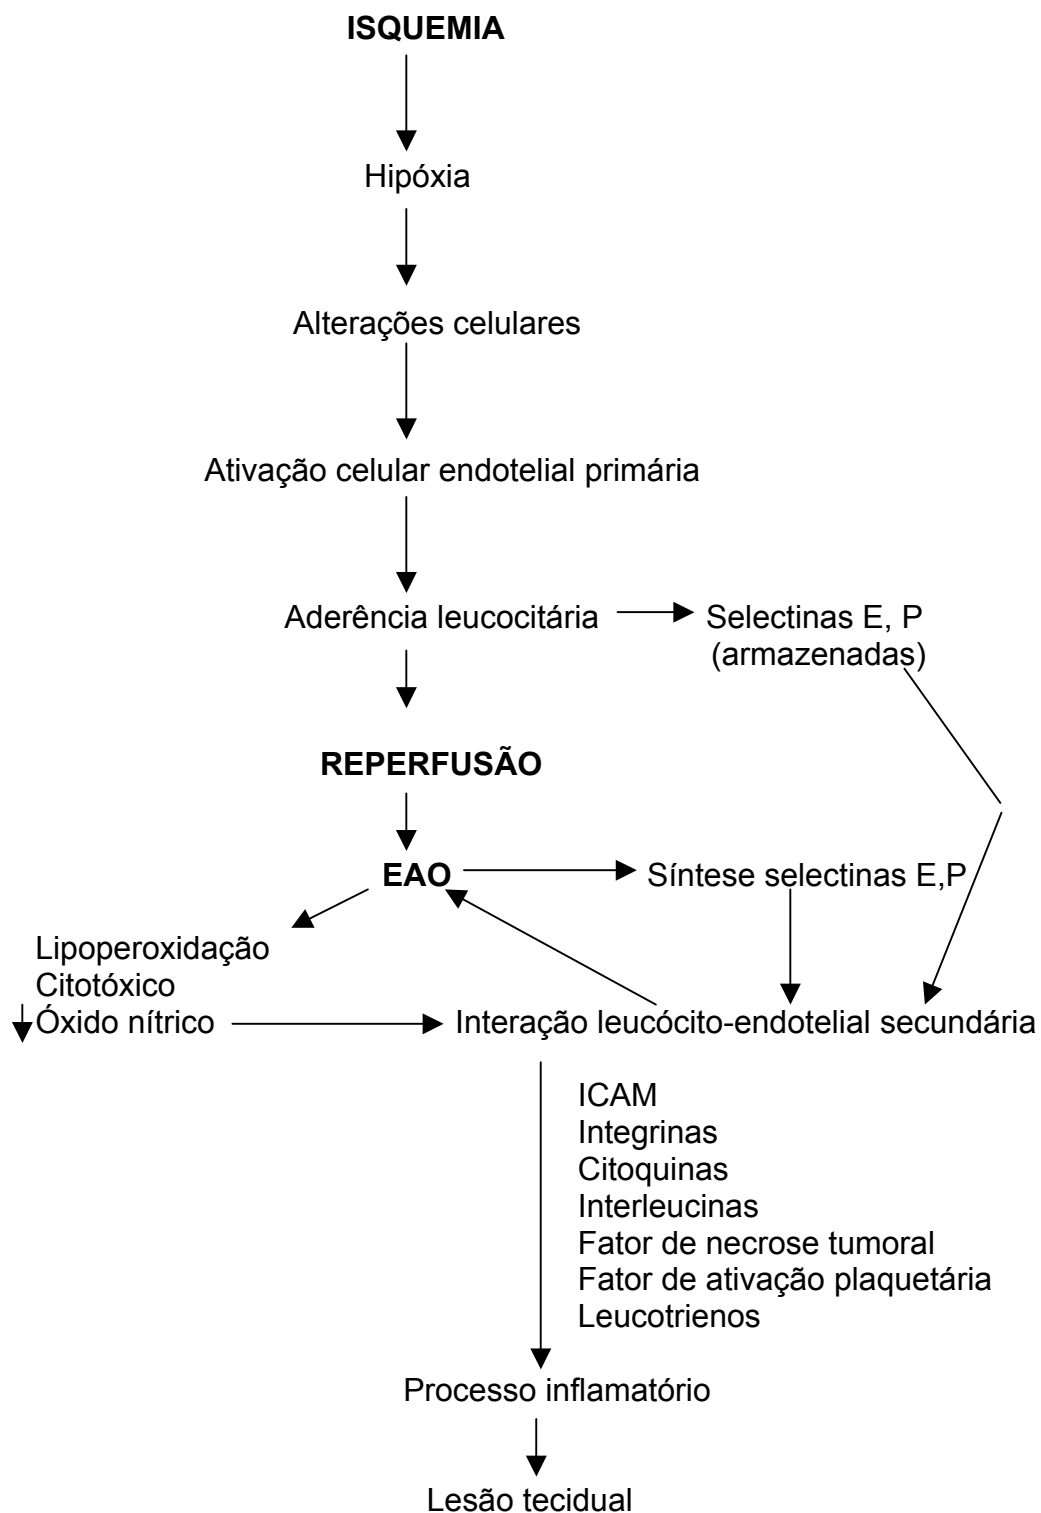 ISQUEMIA
Hipóxia
Alterações celulares
Ativação celular endotelial primária
Aderência leucocitária
Selectinas E, P
(armazenadas)
REPERFUSÃO
EAO
Síntese selectinas E,P
Lipoperoxidação
Citotóxico
Óxido nítrico
Interação leucócito-endotelial secundária
ICAM
Integrinas
Citoquinas
Interleucinas
Fator de necrose tumoral
Fator de ativação plaquetária
Leucotrienos
Processo inflamatório
Lesão tecidual